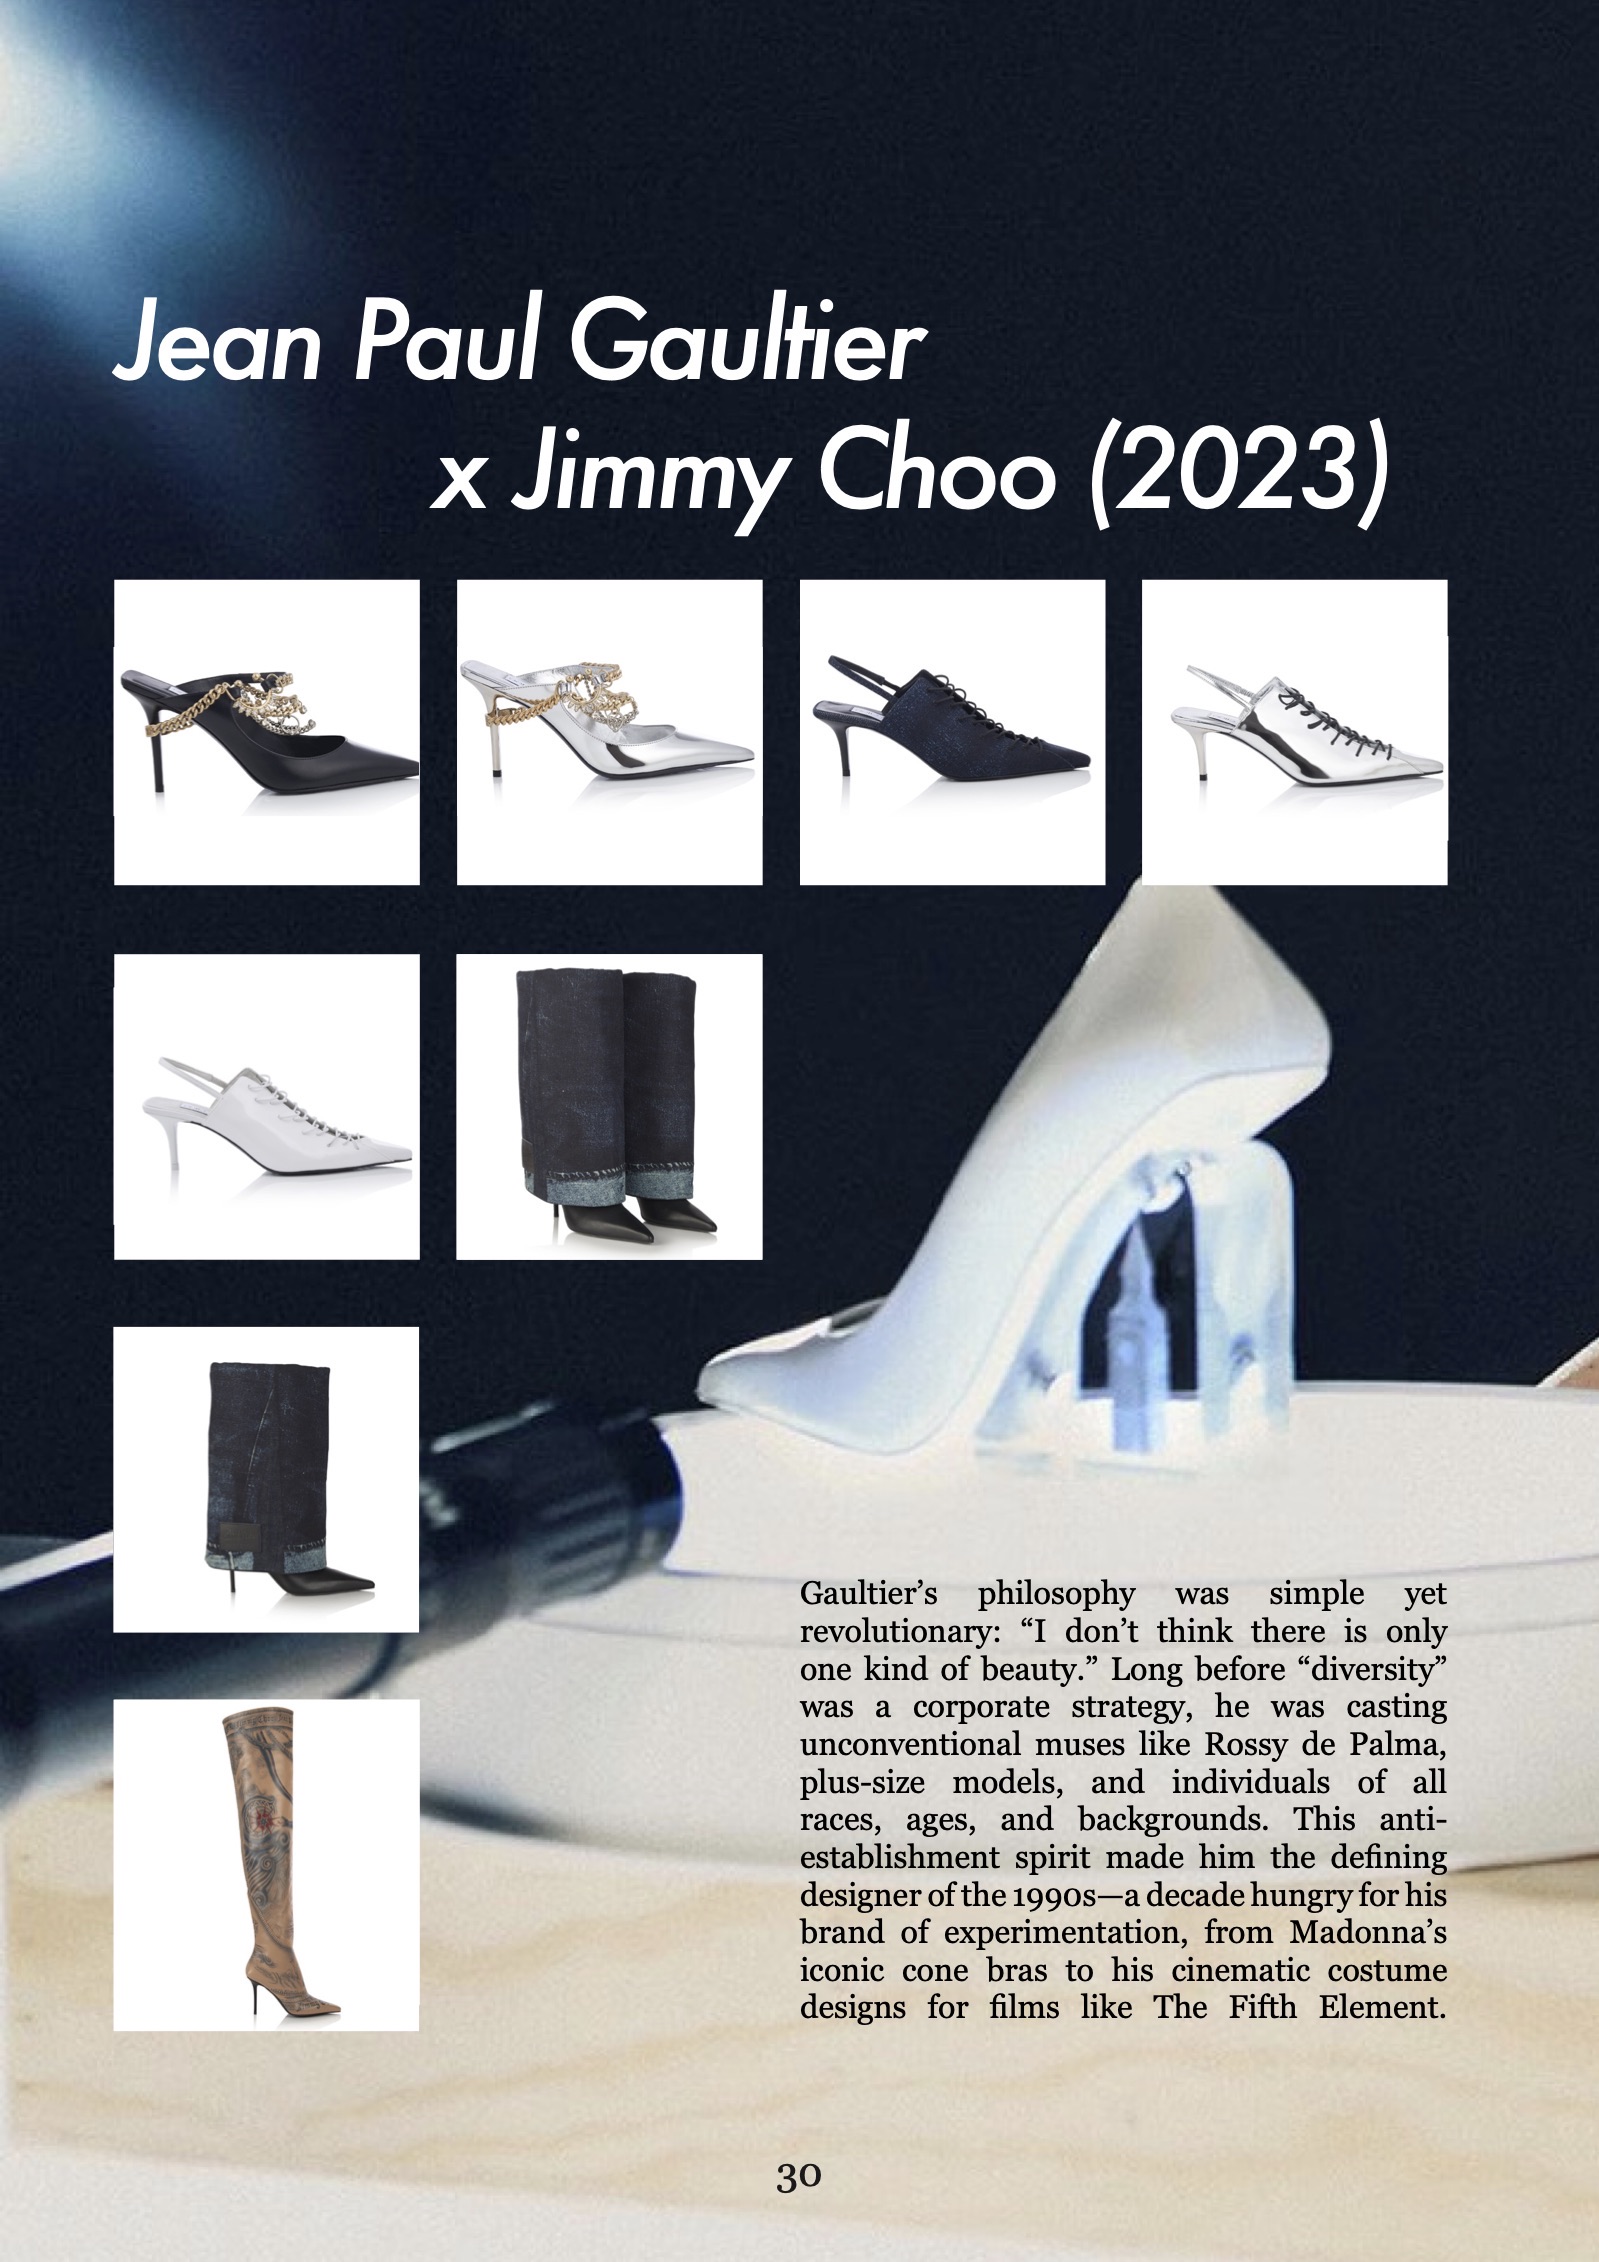 Jean Paul Gaultier
x Jimmy Choo (2023)
Gaultier’s philosophy was simple yet
revolutionary: “I don’t think there is only
one kind of beauty.” Long before “diversity”
was a corporate strategy, he was casting
unconventional muses like Rossy de Palma,
plus-size models, and individuals of all
races, ages, and backgrounds. This anti-
establishment spirit made him the defining
designer of the 1990s—a decade hungry for his
brand of experimentation, from Madonna’s
iconic cone bras to his cinematic costume
designs for films like The Fifth Element.
30